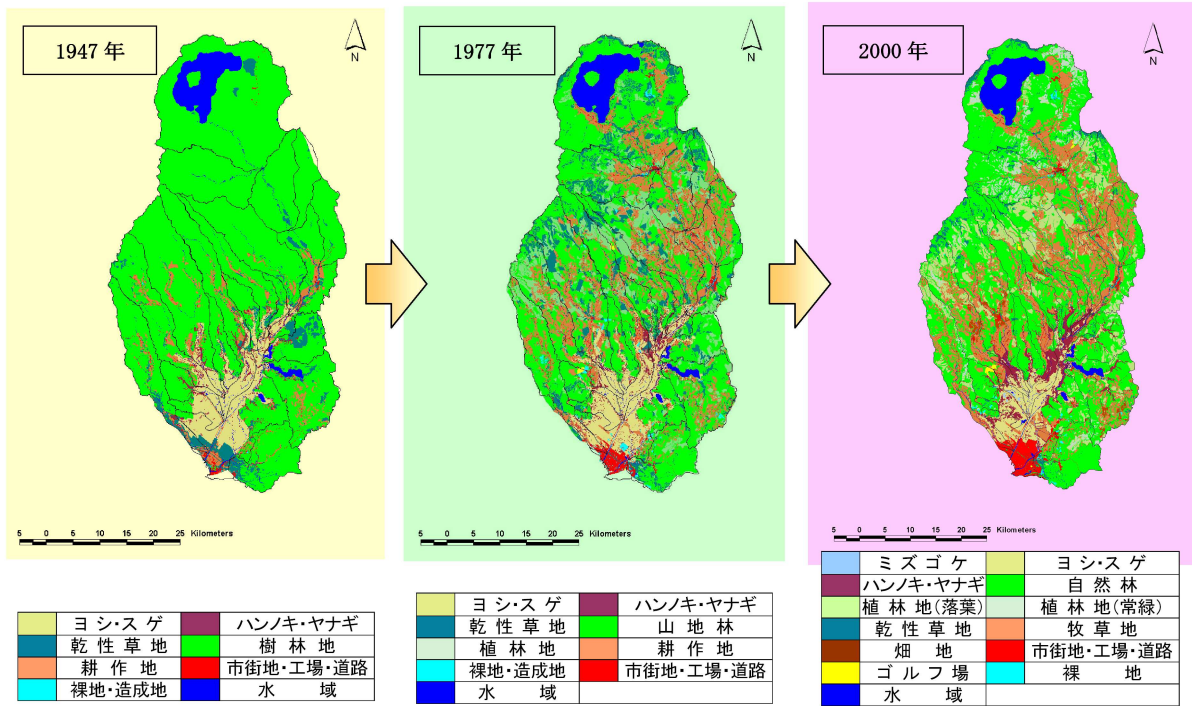 1947 年
N
5 0 5 10 15 20 25 Kilometers
ヨ シ・ス ゲ
ハンノキ・ヤナギ
乾 性 草 地
樹 林 地
耕 作 地
市街地・工場・道路
裸地・造成地
水 域
1977 年
N
5 0 5 10 15 20 25 Kilometers
ヨ シ・ス ゲ
ハンノキ・ヤナギ
乾 性 草 地
山 地 林
植 林 地
耕 作 地
裸地・造成地
市街地・工場・道路
水 域
2000 年
N
5 0 5 10 15 20 25 Kilometers
ミ ズ ゴ ケ
ヨ シ・ス ゲ
ハンノキ・ヤナギ
自 然 林
植 林 地(落葉)
植 林 地(常緑)
乾 性 草 地
牧 草 地
畑 地
市街地・工場・道路
ゴ ル フ 場
裸 地
水 域